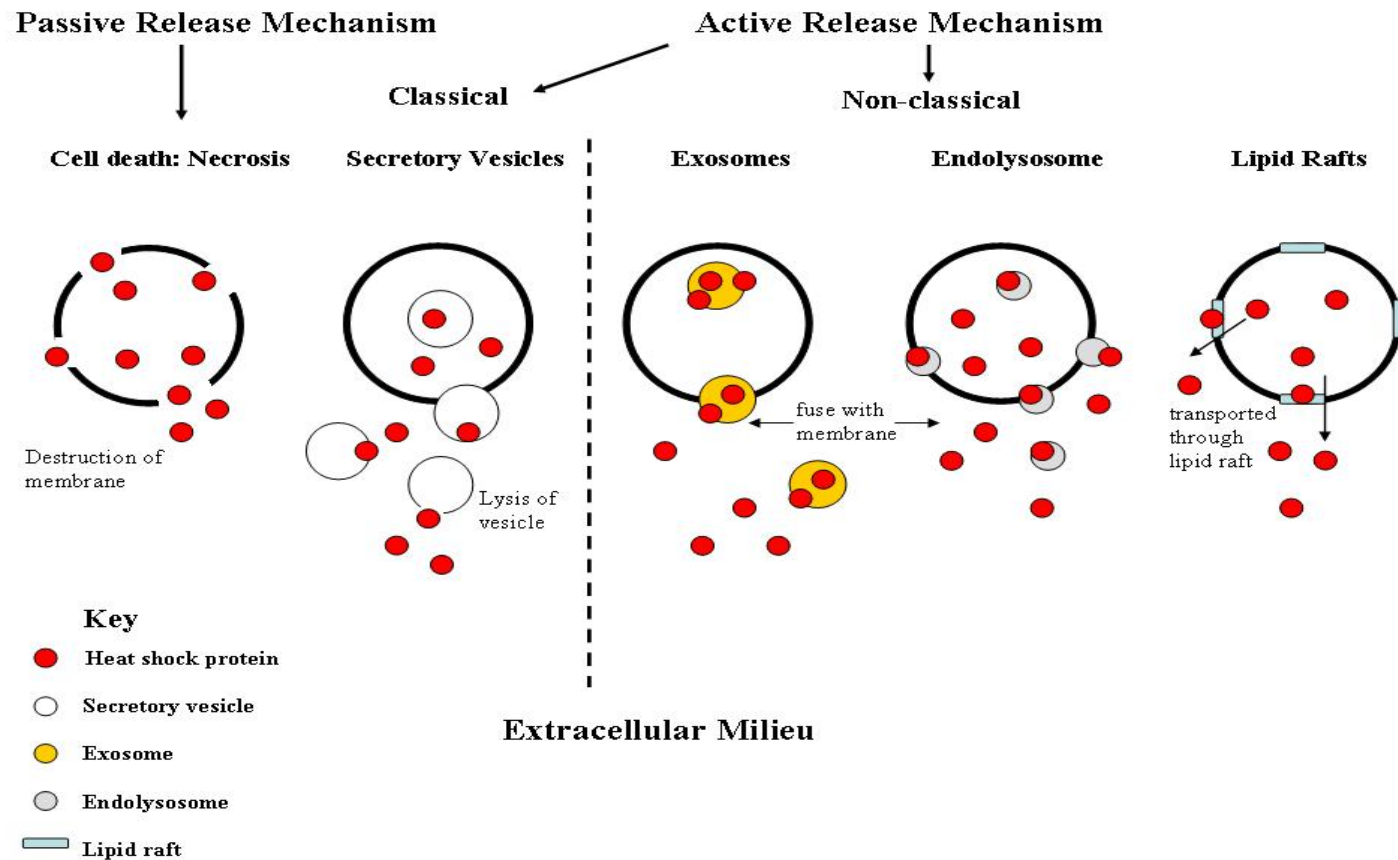 Passive Release Mechanism
Active Release Mechanism
Classical
Non-classical
Cell death: Necrosis
Secretory Vesicles
Exosomes
Endolysosome
Lipid Rafts
Destruction of
membrane
Lysis of
vesicle
fuse with
membrane
transported
through
lipid raft
Key
Heat shock protein
Secretory vesicle
Exosome
Endolysosome
Lipid raft
Extracellular Milieu